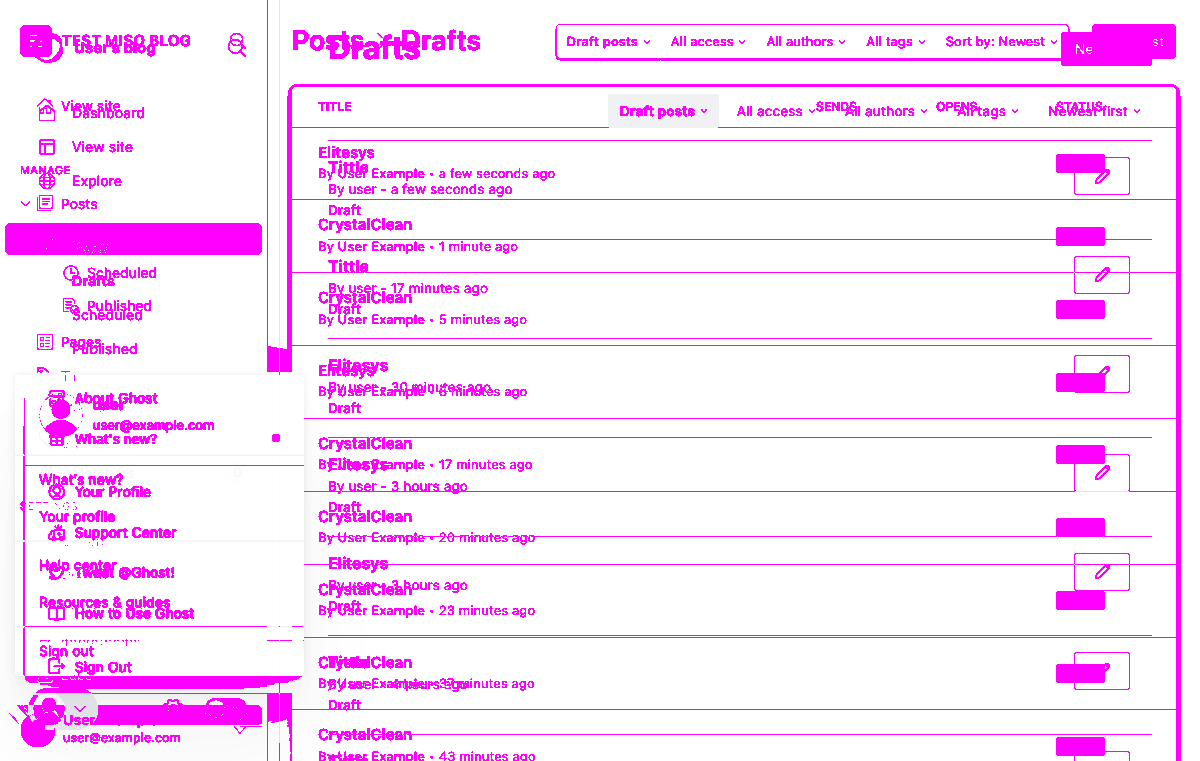 TEST MISO BLOG
User's Blog
Posts
Drafts
Drafts
Draft posts
All access
All authors
All tags
Sort by: Newest
View site
Dashboard
View site
MANAGE
Explore
Posts
Scheduled
Drafts
Published
Scheduled
Pages
Published
TITLE
SENDS
OPENS
STATUS
Draft posts
All access
All authors
All tags
Newest first
Elitesys
By User Example • a few seconds ago
Tittle
By user - a few seconds ago
Draft
CrystalClean
By User Example • 1 minute ago
Tittle
By user - 17 minutes ago
CrystalClean
Draft
By User Example • 5 minutes ago
Elitesys
Elitesys
By user - 30 minutes ago
By User Example • 6 minutes ago
Draft
CrystalClean
By User Example • 17 minutes ago
Elitesys
By user - 3 hours ago
Draft
CrystalClean
By User Example • 20 minutes ago
Elitesys
By user - 3 hours ago
CrystalClean
Draft
By User Example • 23 minutes ago
CrystalClean
Tittle
By User Example • 37 minutes ago
Draft
CrystalClean
By User Example • 43 minutes ago
About Ghost
user
user@example.com
What's new?
What's new?
Your Profile
Your profile
Support Center
Help center
Tweet @Ghost!
Resources & guides
How to Use Ghost
Sign out
Sign Out
user@example.com